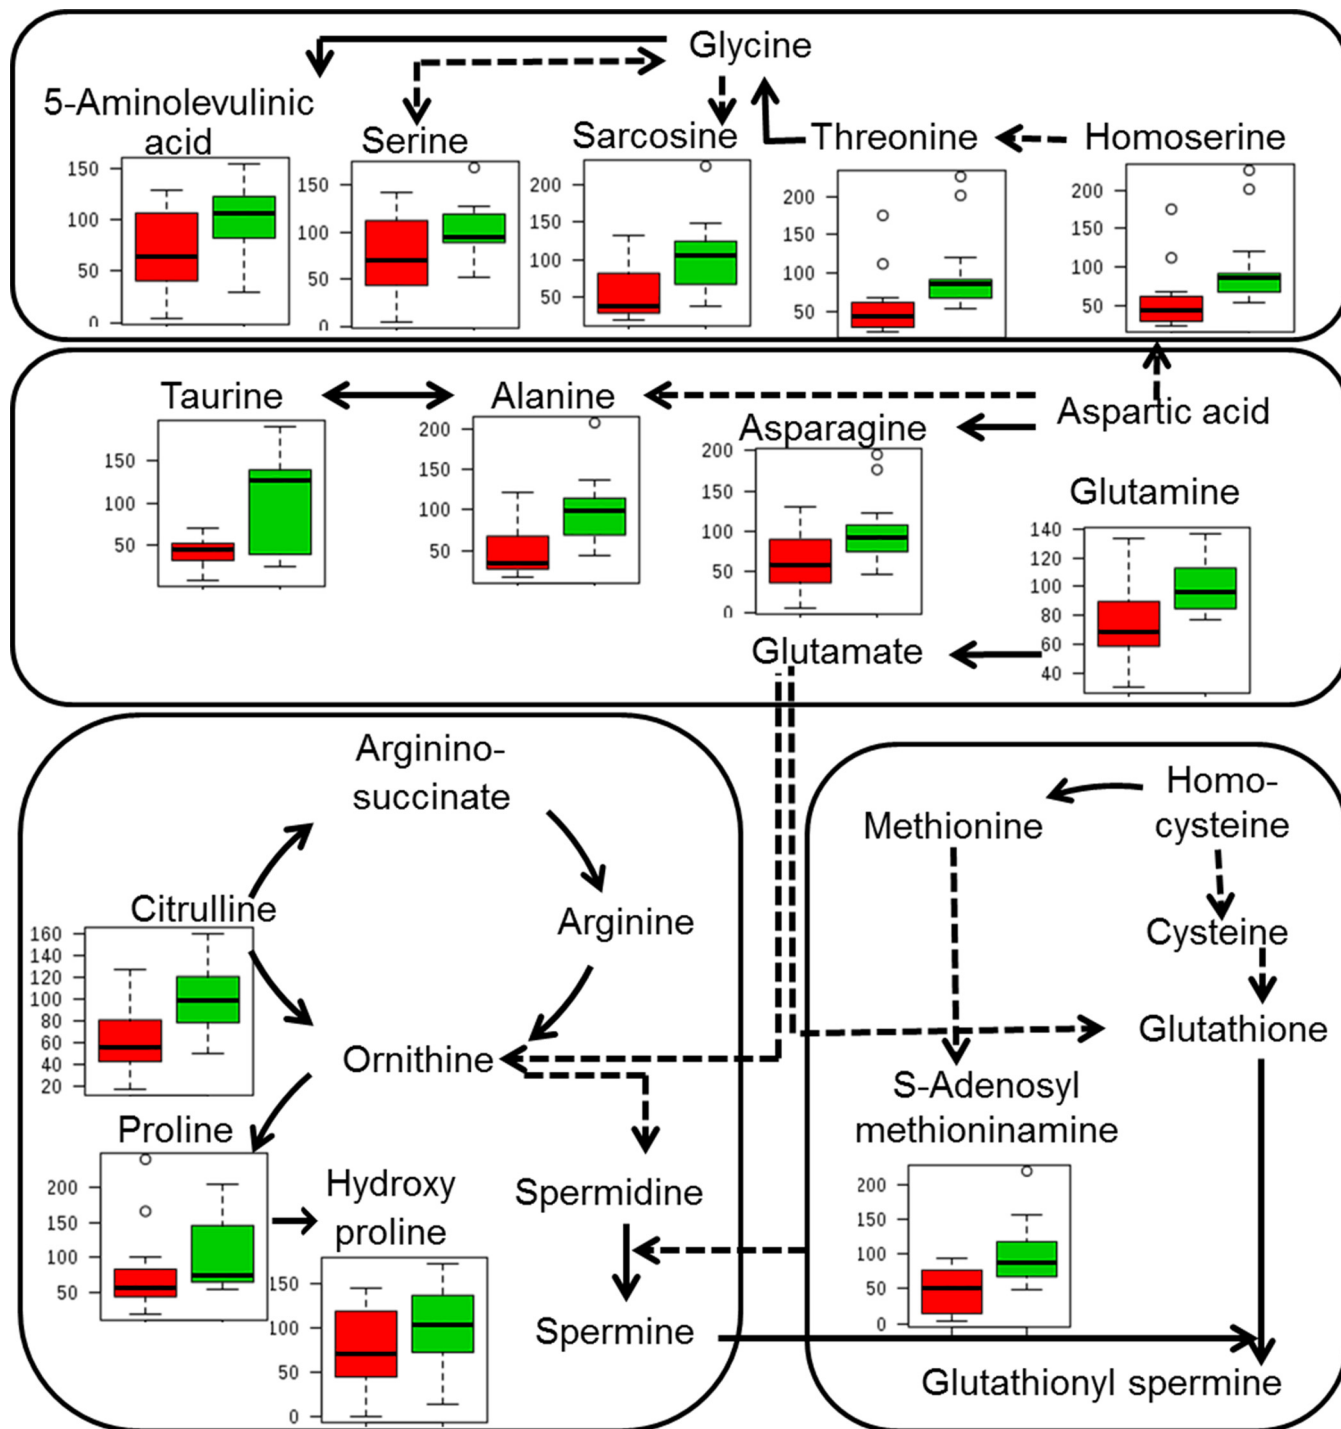 Glycine
5-Aminolevulinic
acid
Serine
Sarcosine
Threonine
Homoserine
150
100
50
0
150
100
50
0
200
150
100
50
200
150
100
50
200
150
100
50
Taurine
Alanine
Asparagine
Aspartic acid
Glutamine
150
100
50
200
150
100
50
200
150
100
50
0
140
120
100
80
60
40
Glutamate
Arginino-
succinate
Citrulline
Arginine
160
140
120
100
80
60
40
20
Ornithine
Proline
200
150
100
50
Hydroxy
proline
150
100
50
0
Spermidine
Spermine
Homo-
cysteine
Methionine
Cysteine
Glutathione
S-Adenosyl
methioninamine
200
150
100
50
0
Glutathionyl spermine